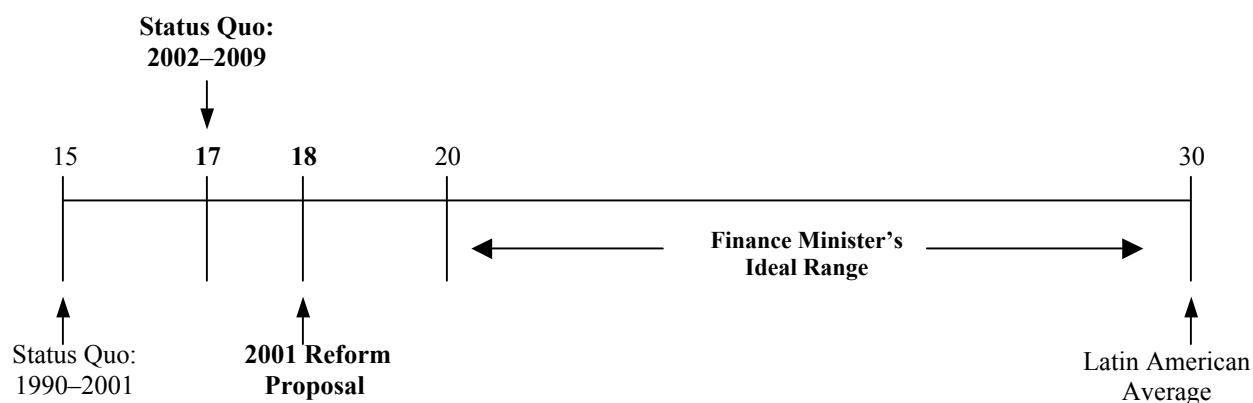 Status Quo:
2002–2009
15 17 18 20 30
Finance Minister's
Ideal Range
Status Quo:
1990–2001
2001 Reform
Proposal
Latin American
Average